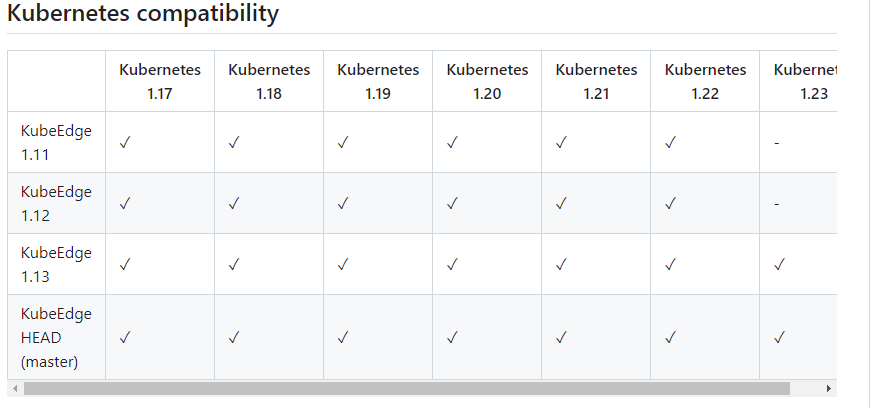 Kubernetes compatibility
Kubernetes 1.17 Kubernetes 1.18 Kubernetes 1.19 Kubernetes 1.20 Kubernetes 1.21 Kubernetes 1.22 Kubernet 1.23
KubeEdge 1.11 ✓ ✓ ✓ ✓ ✓ ✓ -
KubeEdge 1.12 ✓ ✓ ✓ ✓ ✓ ✓ -
KubeEdge 1.13 ✓ ✓ ✓ ✓ ✓ ✓ ✓
KubeEdge HEAD (master) ✓ ✓ ✓ ✓ ✓ ✓ ✓